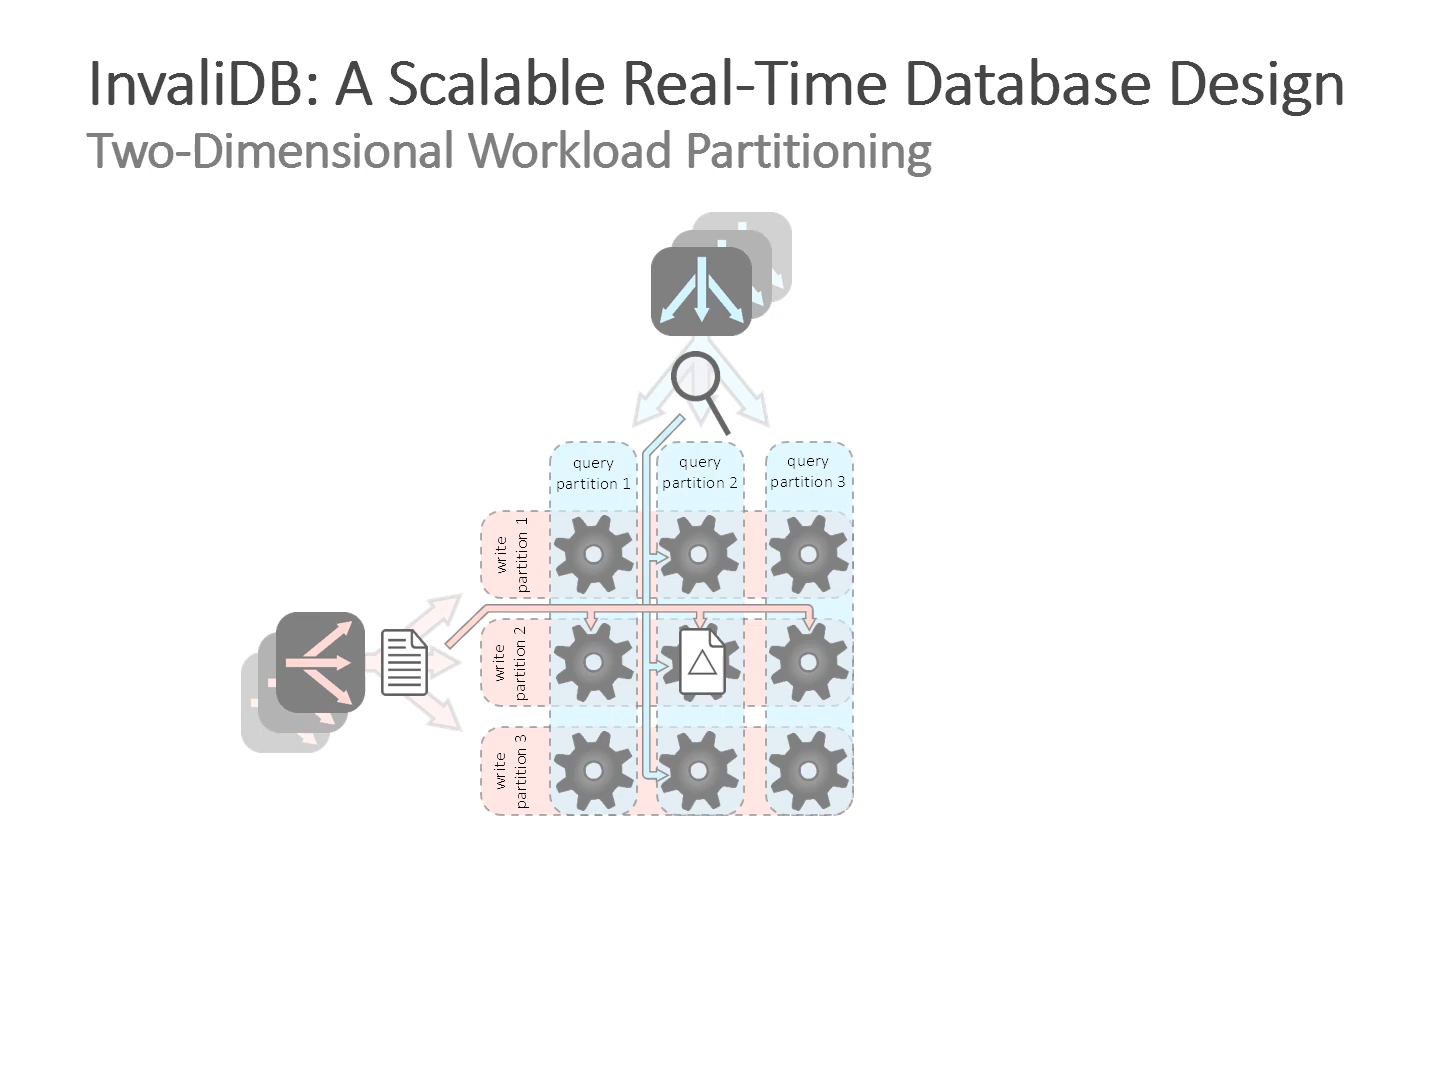 InvaliDB: A Scalable Real-Time Database Design
Two-Dimensional Workload Partitioning
query
partition 1
query
partition 2
query
partition 3
write
partition 1
write
partition 2
write
partition 3